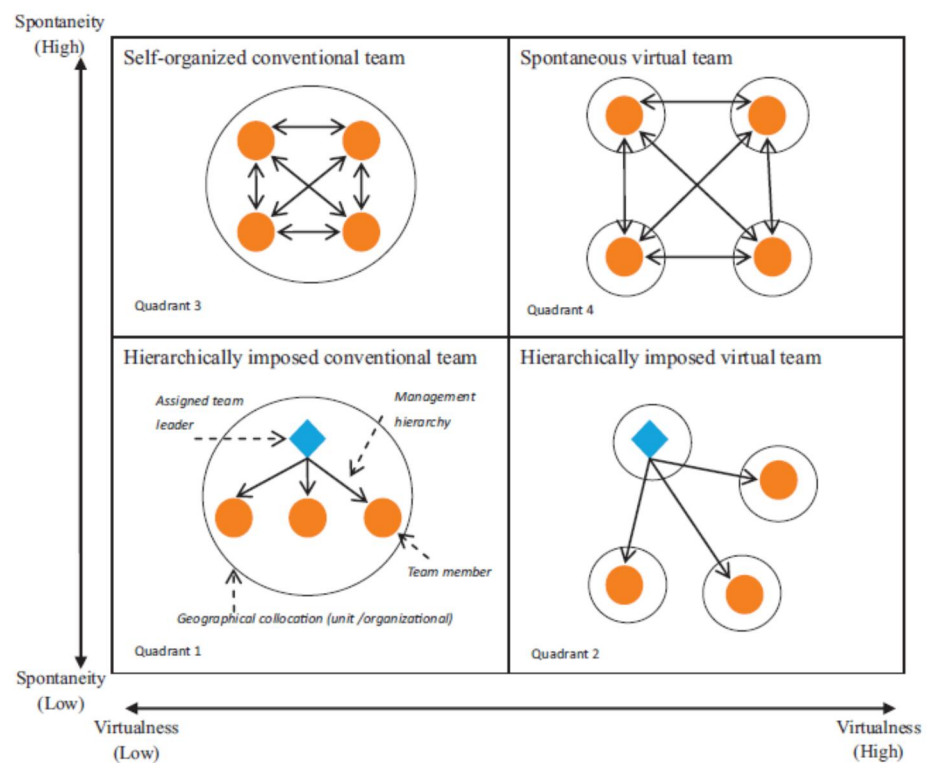 Spontaneity
(High)
Self-organized conventional team
Spontaneous virtual team
Quadrant 3
Quadrant 4
Hierarchically imposed conventional team
Hierarchically imposed virtual team
Assigned team
leader
Management
hierarchy
Team member
Geographical collocation (unit /organizational)
Quadrant 1
Quadrant 2
Spontaneity
(Low)
Virtualness
(Low)
Virtualness
(High)